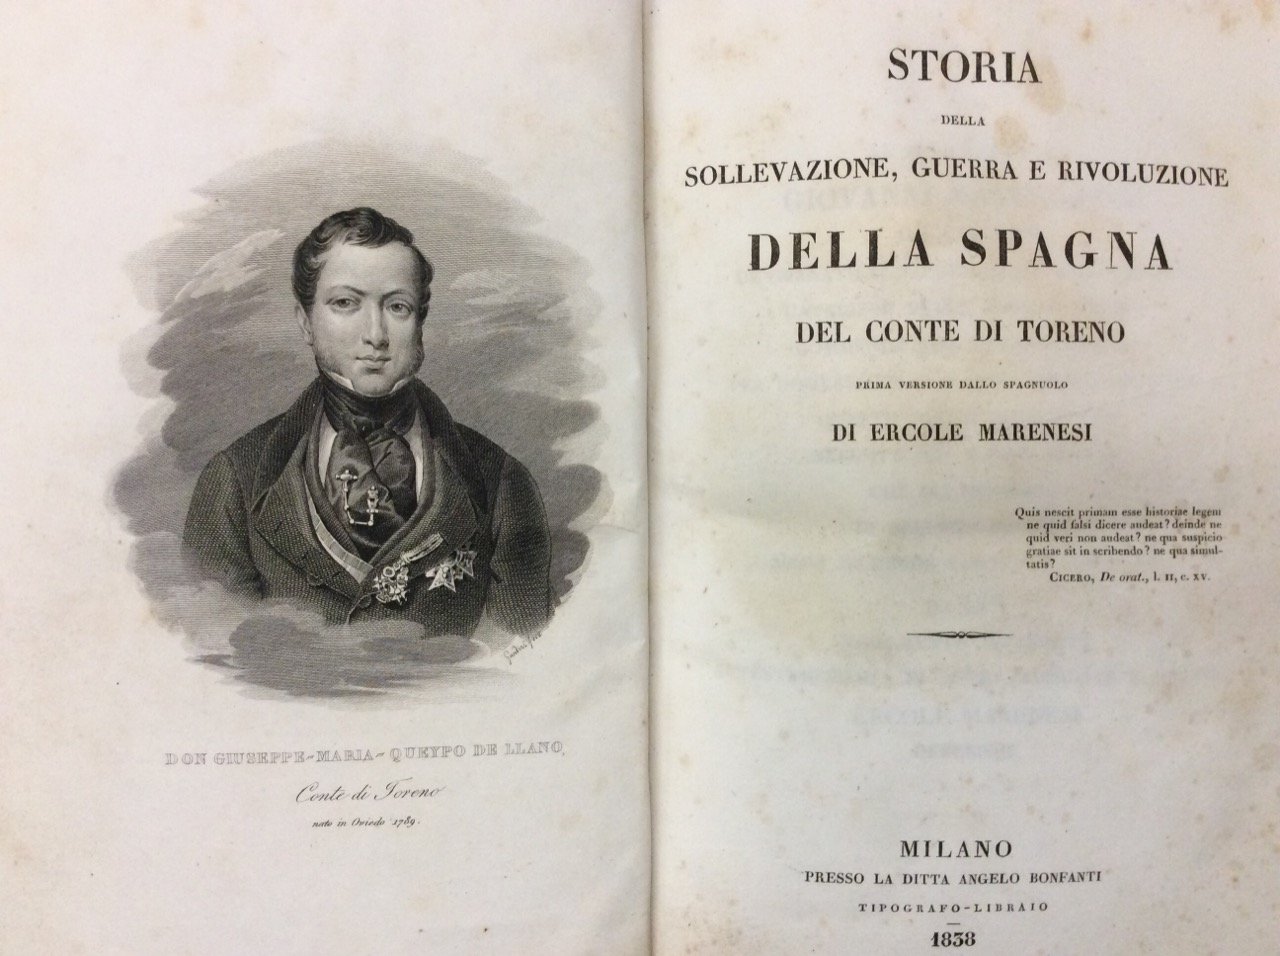 DON GIUSEPPE-MARIA-QUEYPO DE LLANO,
Conte di Toreno
nato in Oviedo 1789.
STORIA
DELLA
SOLLEVAZIONE, GUERRA E RIVOLUZIONE
DELLA SPAGNA
DEL CONTE DI TORENO
PRIMA VERSIONE DALLO SPAGNUOLO
DI ERCOLE MARENESI
Quis nescit primam esse historiae legem
ne quid falsi dicere audeat? deinde ne
quid veri non audeat? ne qua suspicio
gratiae sit in scribendo? ne qua simul-
tatis?
CICERO, De orat., l. II, c. XV.
MILANO
PRESSO LA DITTA ANGELO BONFANTI
TIPOGRAFO-LIBRAIO
1838